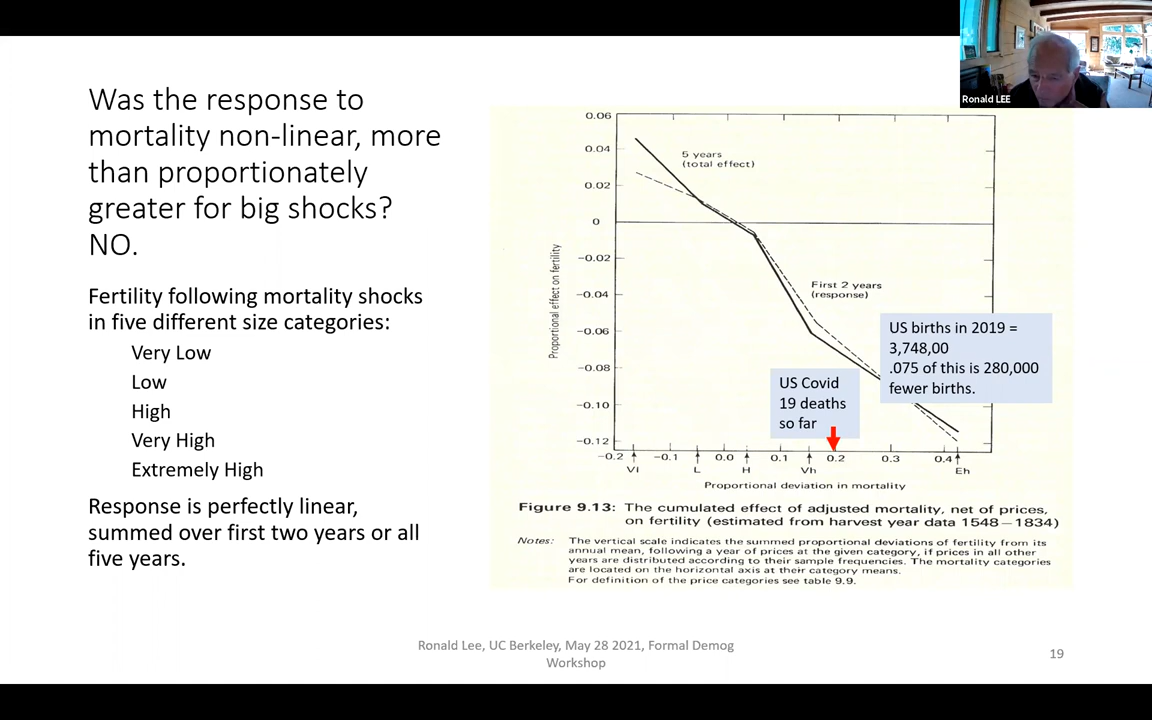 Ronald LEE
Was the response to
mortality non-linear, more
than proportionately
greater for big shocks?
NO.
Fertility following mortality shocks
in five different size categories:
Very Low
Low
High
Very High
Extremely High
Response is perfectly linear,
summed over first two years or all
five years.
0.06
0.04
0.02
0
-0.02
-0.04
-0.06
-0.08
-0.10
-0.12
Proportional effect on fertility
5 years
(total effect)
First 2 years
(response)
US births in 2019 =
3,748,00
.075 of this is 280,000
fewer births.
US Covid
19 deaths
so far
-0.2 -0.1 0.0 0.1 0.2 0.3 0.4
Vl L H Vh Eh
Proportional deviation in mortality
Figure 9.13: The cumulated effect of adjusted mortality, net of prices,
on fertility (estimated from harvest year data 1548–1834)
Notes: The vertical scale indicates the summed proportional deviations of fertility from its
annual mean, following a year of prices at the given category, if prices in all other
years are distributed according to their sample frequencies. The mortality categories
are located on the horizontal axis at their category means.
For definition of the price categories see table 9.9.
Ronald Lee, UC Berkeley, May 28 2021, Formal Demog
Workshop
19